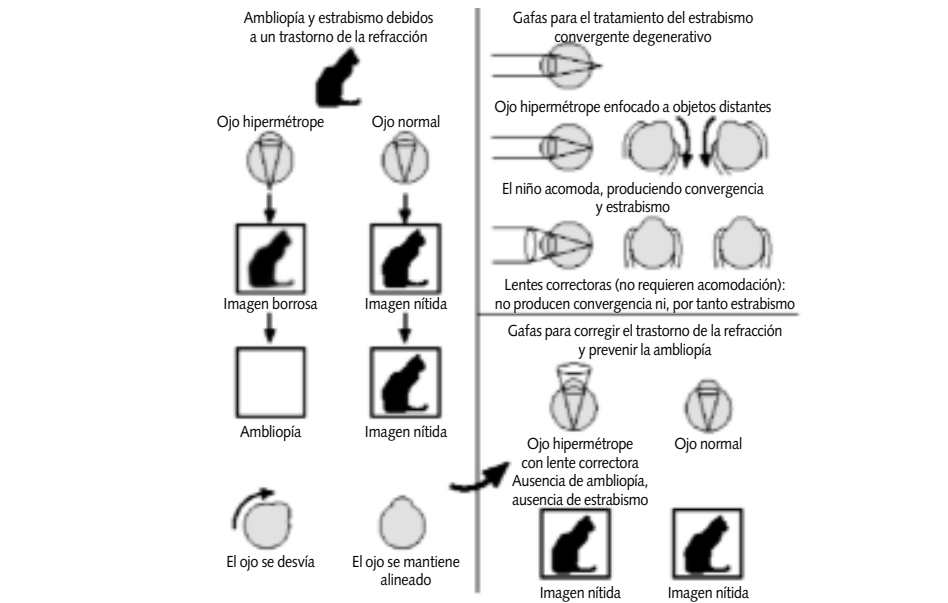 Ambliopía y estrabismo debidos
a un trastorno de la refracción
Ojo hipermétrope
Ojo normal
Imagen borrosa
Imagen nítida
Ambliopía
Imagen nítida
El ojo se desvía
El ojo se mantiene
alineado
Gafas para el tratamiento del estrabismo
convergente degenerativo
Ojo hipermétrope enfocado a objetos distantes
El niño acomoda, produciendo convergencia
y estrabismo
Lentes correctoras (no requieren acomodación):
no producen convergencia ni, por tanto estrabismo
Gafas para corregir el trastorno de la refracción
y prevenir la ambliopía
Ojo hipermétrope
con lente correctora
Ausencia de ambliopía,
ausencia de estrabismo
Ojo normal
Imagen nítida
Imagen nítida